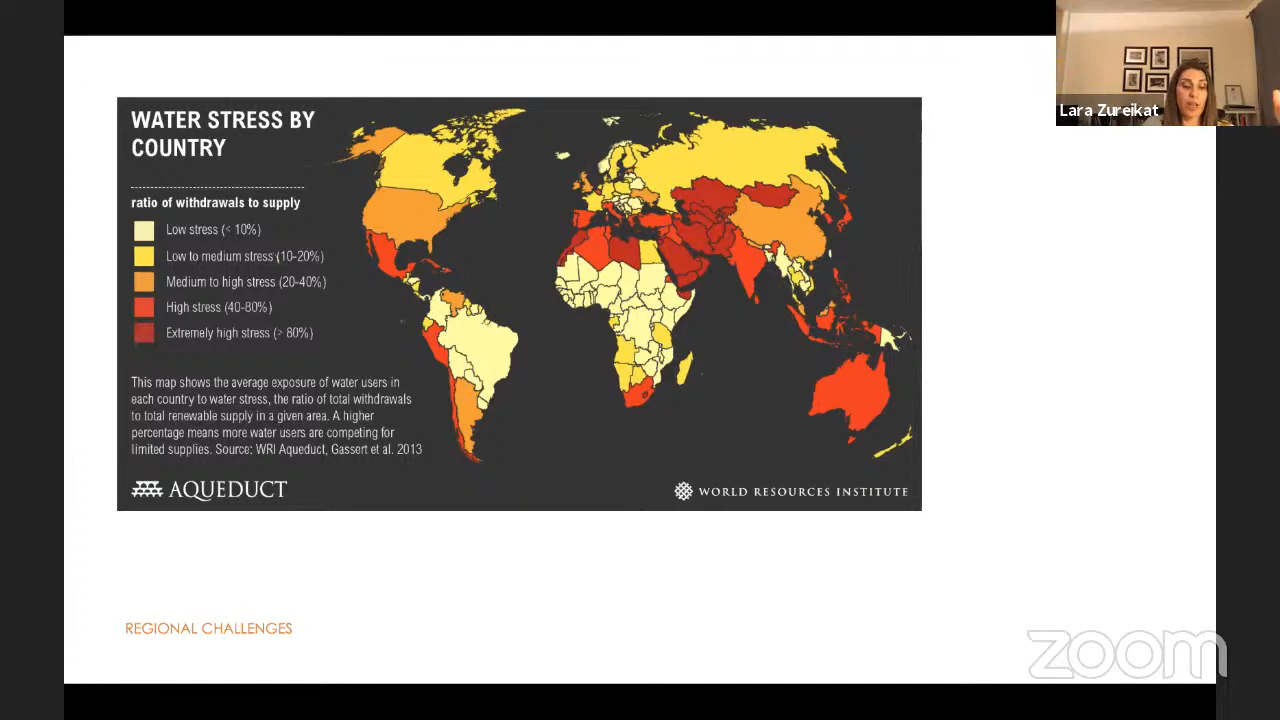 WATER STRESS BY
COUNTRY
ratio of withdrawals to supply
Low stress (< 10%)
Low to medium stress (10-20%)
Medium to high stress (20-40%)
High stress (40-80%)
Extremely high stress (> 80%)
This map shows the average exposure of water users in
each country to water stress, the ratio of total withdrawals
to total renewable supply in a given area. A higher
percentage means more water users are competing for
limited supplies. Source: WRI Aqueduct, Gassert et al. 2013
AQUEDUCT
WORLD RESOURCES INSTITUTE
Lara Zureikat
REGIONAL CHALLENGES
zoom